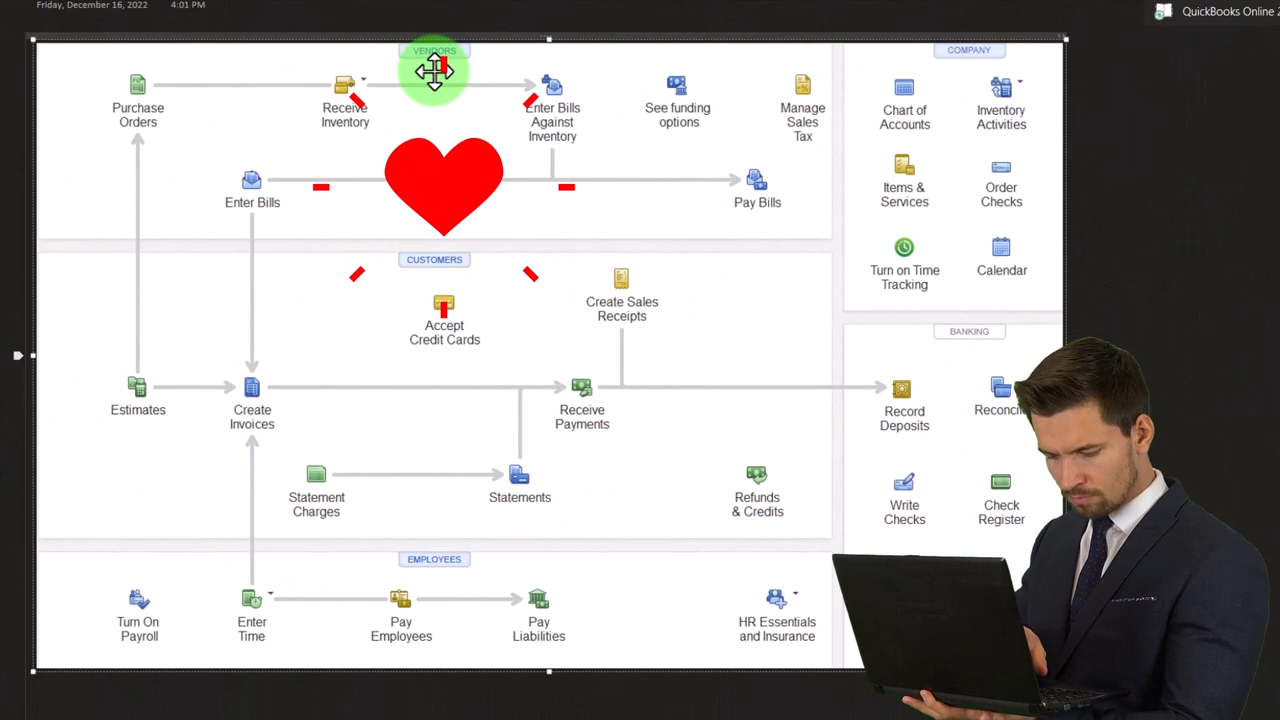 Friday, December 16, 2022 4:01 PM
QuickBooks Online
VENDORS
COMPANY
Purchase
Orders
Receive
Inventory
Enter Bills
Against
Inventory
See funding
options
Manage
Sales
Tax
Chart of
Accounts
Inventory
Activities
Enter Bills
Pay Bills
Items &
Services
Order
Checks
CUSTOMERS
Turn on Time
Tracking
Calendar
Accept
Credit Cards
Create Sales
Receipts
BANKING
Estimates
Create
Invoices
Receive
Payments
Record
Deposits
Statement
Charges
Statements
Refunds
& Credits
Write
Checks
Check
Register
EMPLOYEES
Turn On
Payroll
Enter
Time
Pay
Employees
Pay
Liabilities
HR Essentials
and Insurance